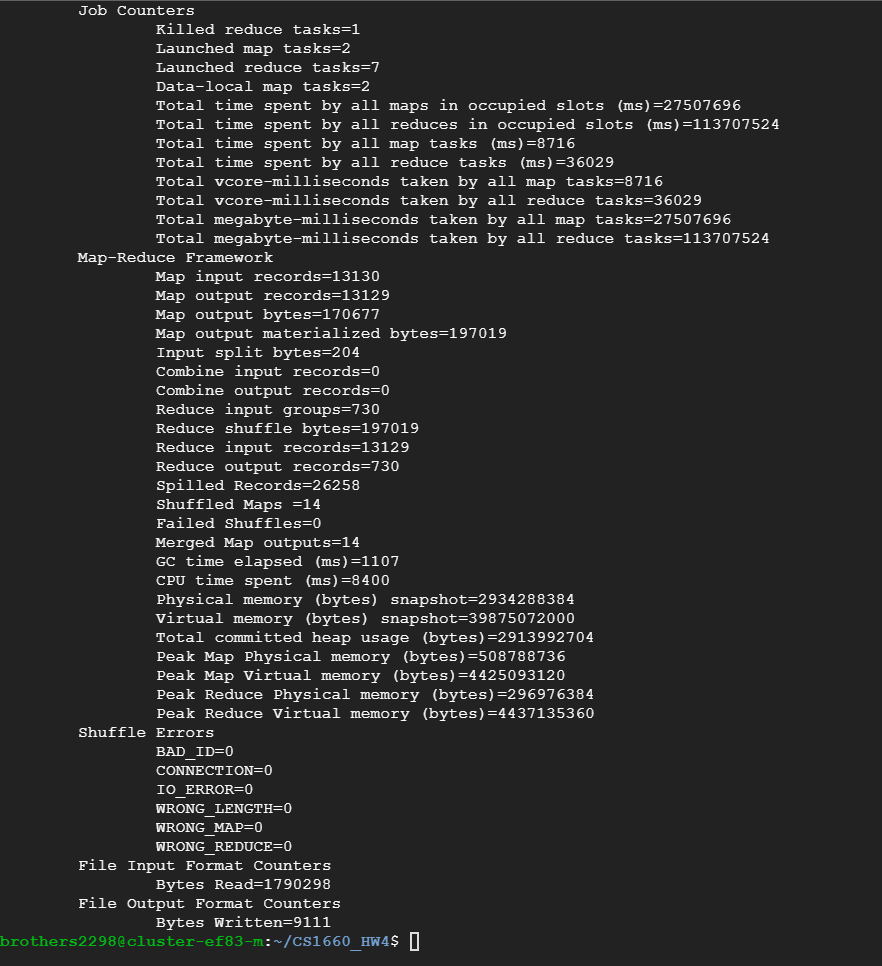 Job Counters
Killed reduce tasks=1
Launched map tasks=2
Launched reduce tasks=7
Data-local map tasks=2
Total time spent by all maps in occupied slots (ms)=27507696
Total time spent by all reduces in occupied slots (ms)=113707524
Total time spent by all map tasks (ms)=8716
Total time spent by all reduce tasks (ms)=36029
Total vcore-milliseconds taken by all map tasks=8716
Total vcore-milliseconds taken by all reduce tasks=36029
Total megabyte-milliseconds taken by all map tasks=27507696
Total megabyte-milliseconds taken by all reduce tasks=113707524
Map-Reduce Framework
Map input records=13130
Map output records=13129
Map output bytes=170677
Map output materialized bytes=197019
Input split bytes=204
Combine input records=0
Combine output records=0
Reduce input groups=730
Reduce shuffle bytes=197019
Reduce input records=13129
Reduce output records=730
Spilled Records=26258
Shuffled Maps =14
Failed Shuffles=0
Merged Map outputs=14
GC time elapsed (ms)=1107
CPU time spent (ms)=8400
Physical memory (bytes) snapshot=2934288384
Virtual memory (bytes) snapshot=39875072000
Total committed heap usage (bytes)=2913992704
Peak Map Physical memory (bytes)=508788736
Peak Map Virtual memory (bytes)=4425093120
Peak Reduce Physical memory (bytes)=296976384
Peak Reduce Virtual memory (bytes)=4437135360
Shuffle Errors
BAD_ID=0
CONNECTION=0
IO_ERROR=0
WRONG_LENGTH=0
WRONG_MAP=0
WRONG_REDUCE=0
File Input Format Counters
Bytes Read=1790298
File Output Format Counters
Bytes Written=9111
brothers2298@cluster-ef83-m:~/CS1660_HW4$